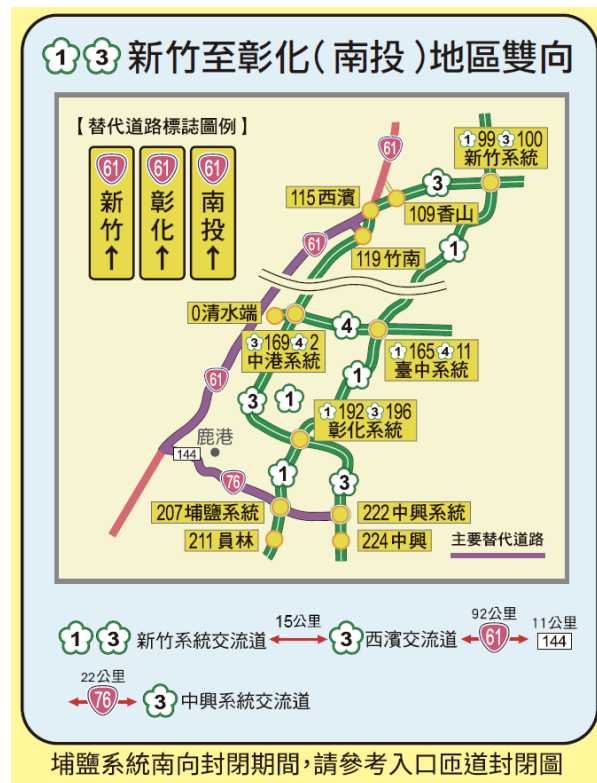 1 3 新竹至彰化(南投)地區雙向
【替代道路標誌圖例】
61 新竹↑
61 彰化↑
61 南投↑
61
1 99 3 100
新竹系統
3
115西濱
109香山
61
119竹南
1
0清水端
4
3 169 4 2
中港系統
1 165 4 11
臺中系統
61
1
3
1
1 192 3 196
彰化系統
鹿港
144
76
1
3
207埔鹽系統
222中興系統
211員林
224中興
主要替代道路
1 3 新竹系統交流道 15公里 3 西濱交流道 92公里 61 11公里 144
22公里 76 3 中興系統交流道
埔鹽系統南向封閉期間,請參考入口匝道封閉圖